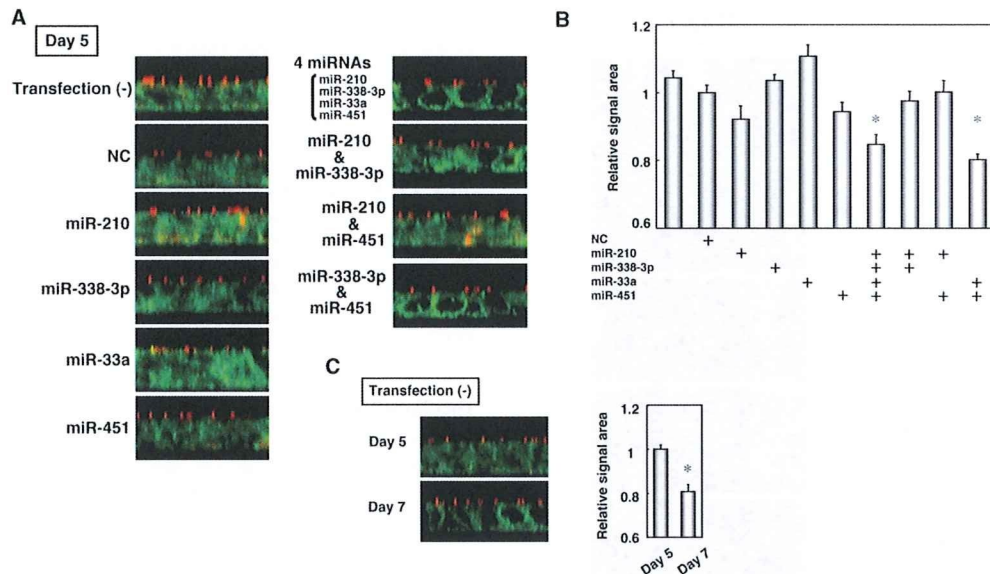 A
Day 5
Transfection (-)
NC
miR-210
miR-338-3p
miR-33a
miR-451
4 miRNAs
miR-210
miR-338-3p
miR-33a
miR-451
miR-210
&
miR-338-3p
miR-210
&
miR-451
miR-338-3p
&
miR-451
B
Relative signal area
1.2
1
0.8
0.6
*
*
NC +
miR-210 + + + +
miR-338-3p + + +
miR-33a + + +
miR-451 + + + +
C
Transfection (-)
Day 5
Day 7
Relative signal area
1.2
1
0.8
0.6
*
Day 5
Day 7